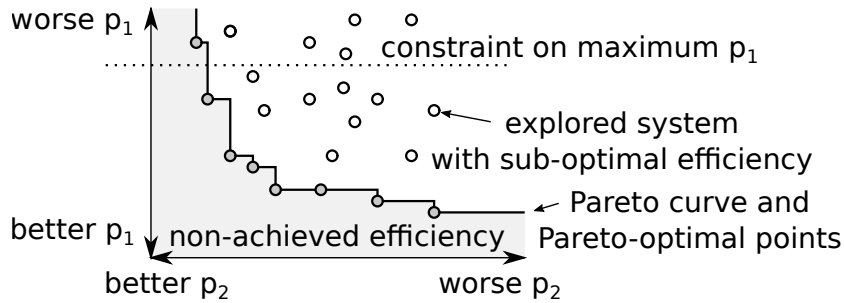 worse p₁
constraint on maximum p₁
explored system
with sub-optimal efficiency
Pareto curve and
Pareto-optimal points
better p₁
non-achieved efficiency
better p₂
worse p₂